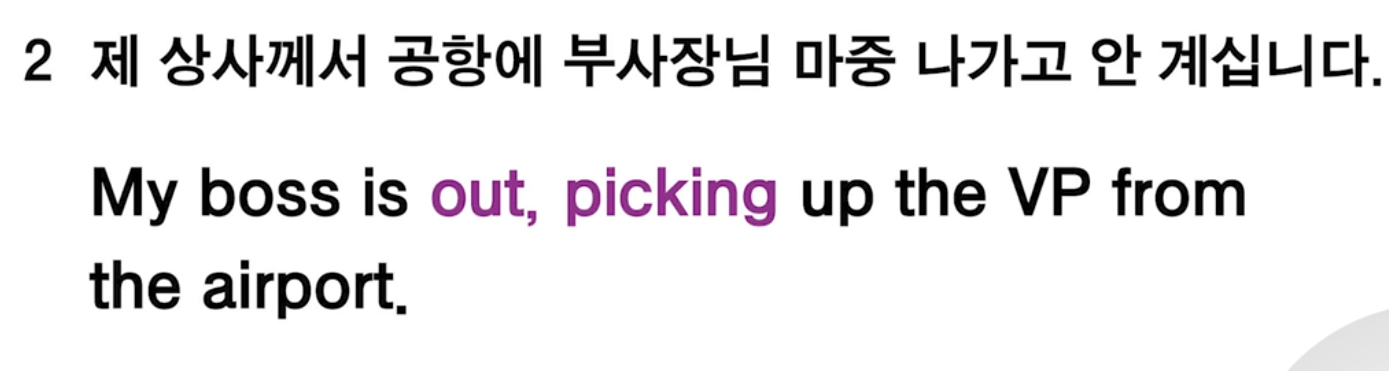 2 제 상사께서 공항에 부사장님 마중 나가고 안 계십니다.
My boss is out, picking up the VP from
the airport.